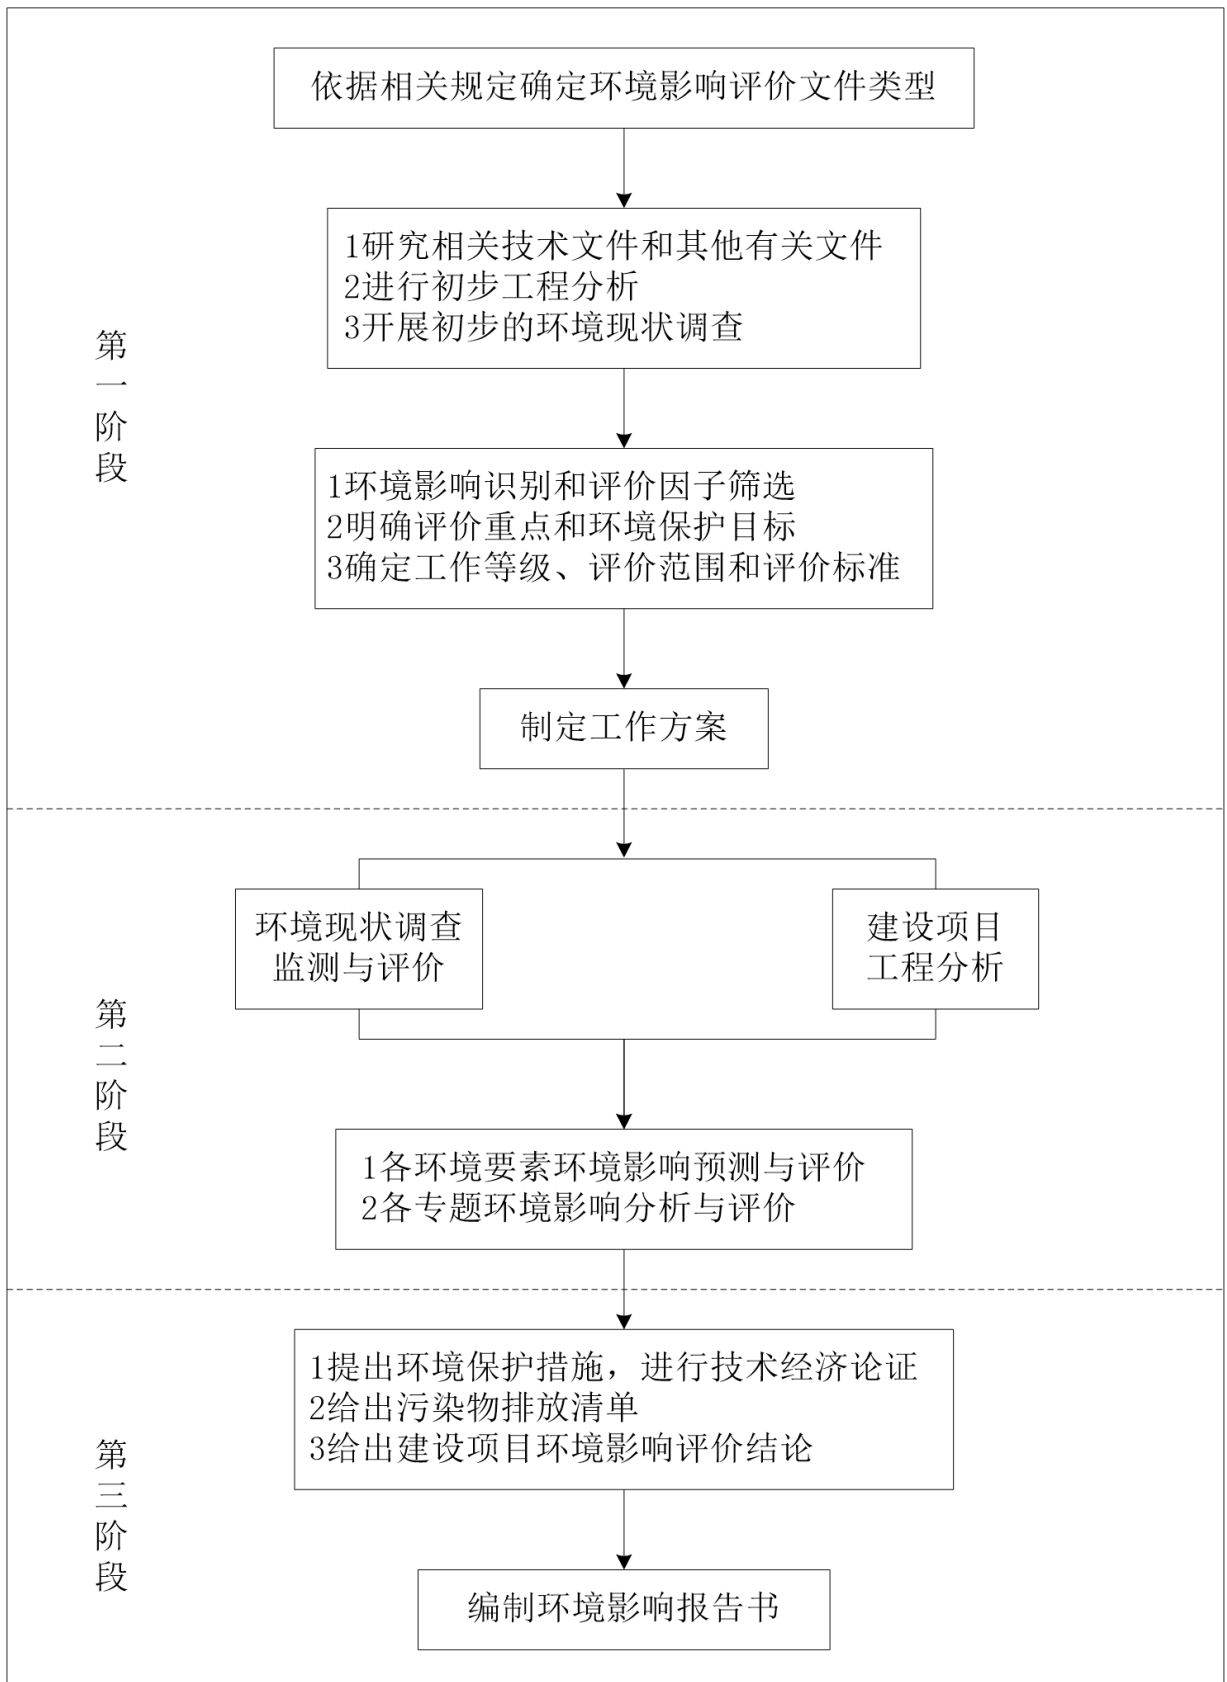 依据相关规定确定环境影响评价文件类型
1研究相关技术文件和其他有关文件
2进行初步工程分析
3开展初步的环境现状调查
第一阶段
1环境影响识别和评价因子筛选
2明确评价重点和环境保护目标
3确定工作等级、评价范围和评价标准
制定工作方案
环境现状调查
监测与评价
建设项目
工程分析
第二阶段
1各环境要素环境影响预测与评价
2各专题环境影响分析与评价
1提出环境保护措施，进行技术经济论证
2给出污染物排放清单
3给出建设项目环境影响评价结论
第三阶段
编制环境影响报告书